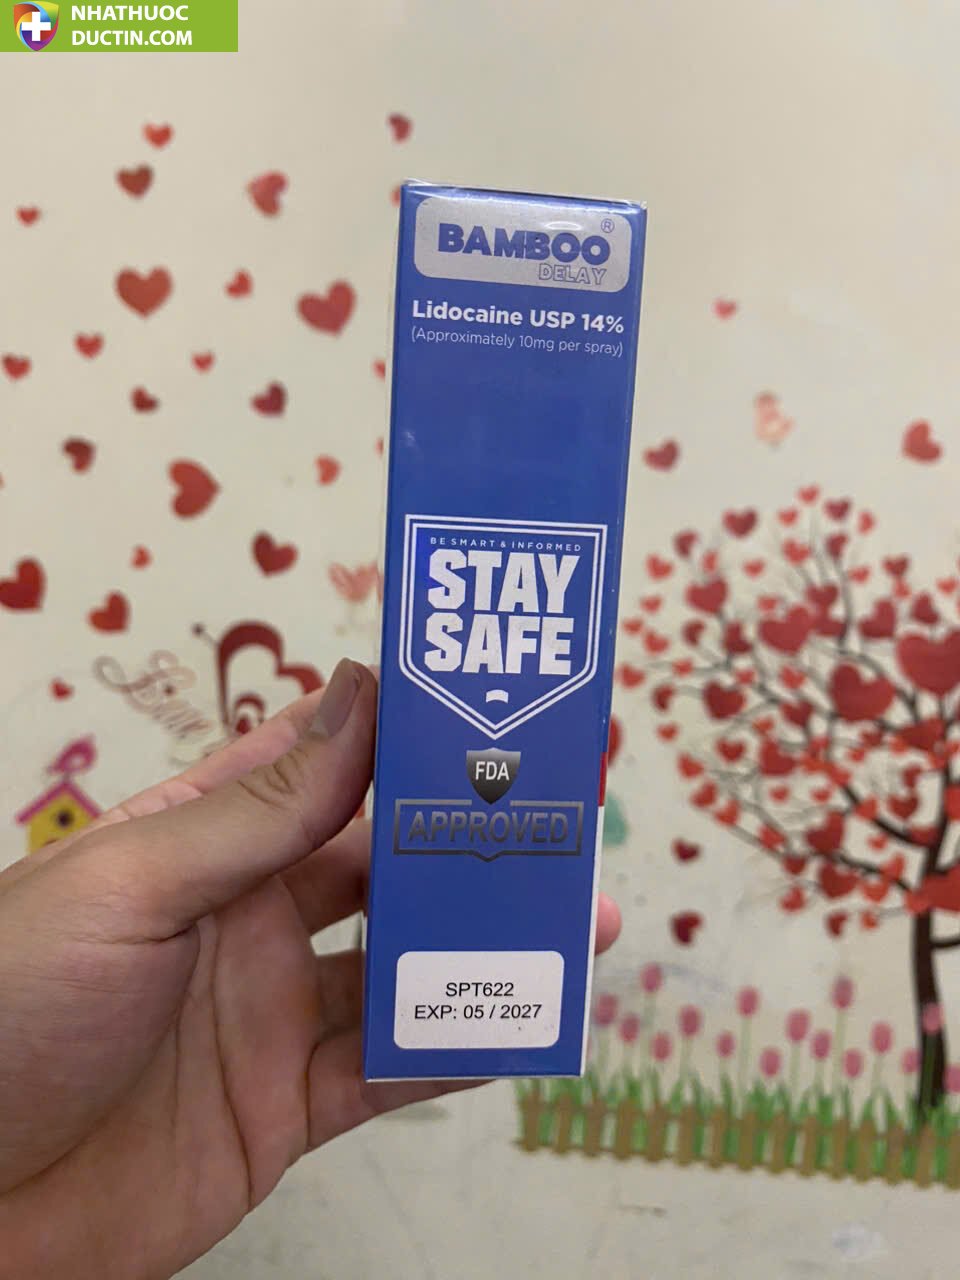 NHATHUOC
DUCTIN.COM
BAMBOO®
DELAY
Lidocaine USP 14%
(Approximately 10mg per spray)
BE SMART & INFORMED
STAY
SAFE
FDA
APPROVED
SPT622
EXP: 05 / 2027
Love